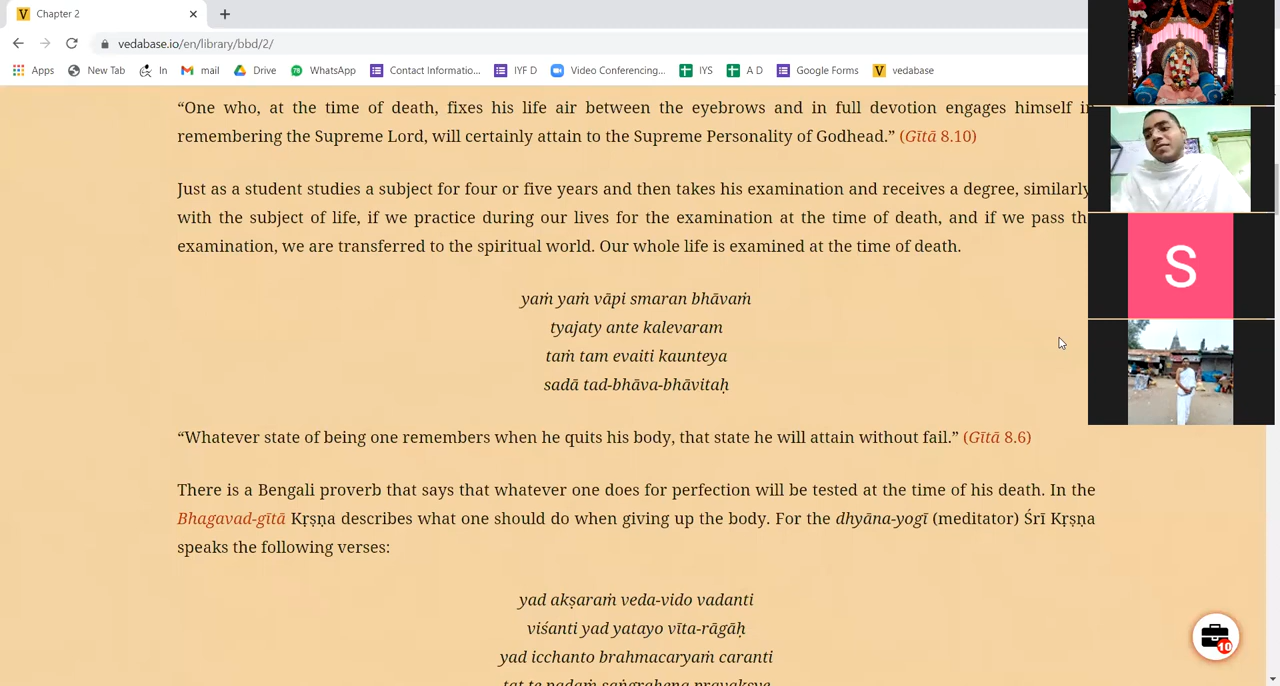 Chapter 2
vedabase.io/en/library/bbd/2/
Apps New Tab In mail Drive WhatsApp Contact Informatio... IYF D Video Conferencing... IYS A D Google Forms vedabase
“One who, at the time of death, fixes his life air between the eyebrows and in full devotion engages himself in
remembering the Supreme Lord, will certainly attain to the Supreme Personality of Godhead.” (Gītā 8.10)
Just as a student studies a subject for four or five years and then takes his examination and receives a degree, similarly
with the subject of life, if we practice during our lives for the examination at the time of death, and if we pass th
examination, we are transferred to the spiritual world. Our whole life is examined at the time of death.
yaṁ yaṁ vāpi smaran bhāvaṁ
tyajaty ante kalevaram
taṁ tam evaiti kaunteya
sadā tad-bhāva-bhāvitaḥ
“Whatever state of being one remembers when he quits his body, that state he will attain without fail.” (Gītā 8.6)
There is a Bengali proverb that says that whatever one does for perfection will be tested at the time of his death. In the
Bhagavad-gītā Kṛṣṇa describes what one should do when giving up the body. For the dhyāna-yogī (meditator) Śrī Kṛṣṇa
speaks the following verses:
yad akṣaraṁ veda-vido vadanti
viśanti yad yatayo vīta-rāgāḥ
yad icchanto brahmacaryaṁ caranti
tat te padaṁ saṅgraheṇa pravakṣye
S
10